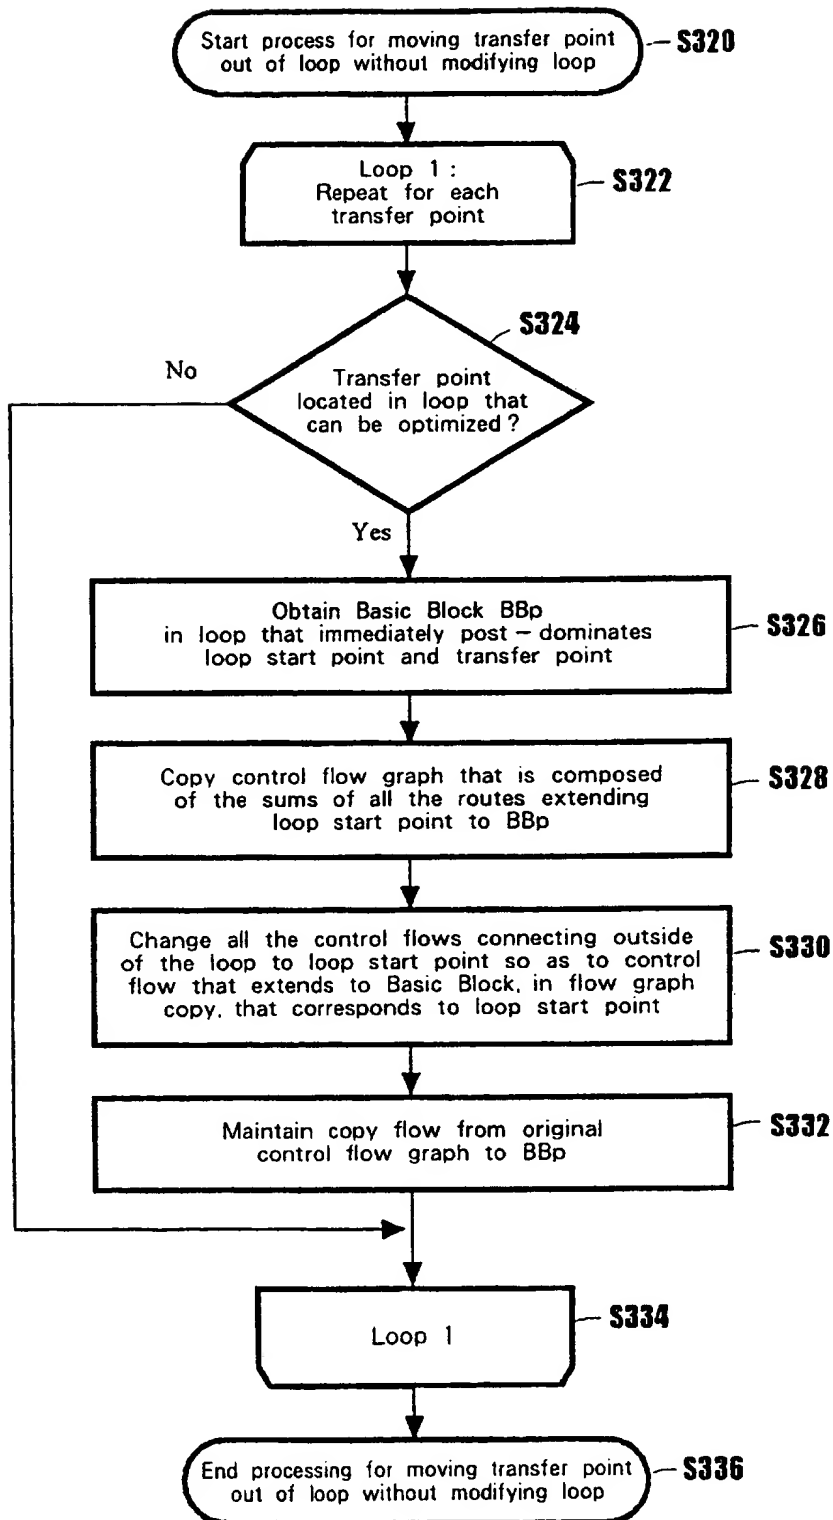 Start process for moving transfer point
out of loop without modifying loop
S320
Loop 1 :
Repeat for each
transfer point
S322
S324
No
Transfer point
located in loop that
can be optimized ?
Yes
Obtain Basic Block BBp
in loop that immediately post – dominates
loop start point and transfer point
S326
Copy control flow graph that is composed
of the sums of all the routes extending
loop start point to BBp
S328
Change all the control flows connecting outside
of the loop to loop start point so as to control
flow that extends to Basic Block, in flow graph
copy, that corresponds to loop start point
S330
Maintain copy flow from original
control flow graph to BBp
S332
Loop 1
S334
End processing for moving transfer point
out of loop without modifying loop
S336